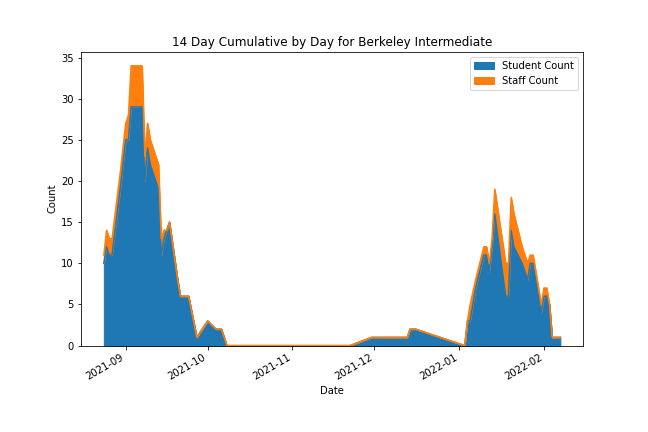 14 Day Cumulative by Day for Berkeley Intermediate
Student Count
Staff Count
35
30
25
20
15
10
5
0
Count
2021-09
2021-10
2021-11
2021-12
2022-01
2022-02
Date